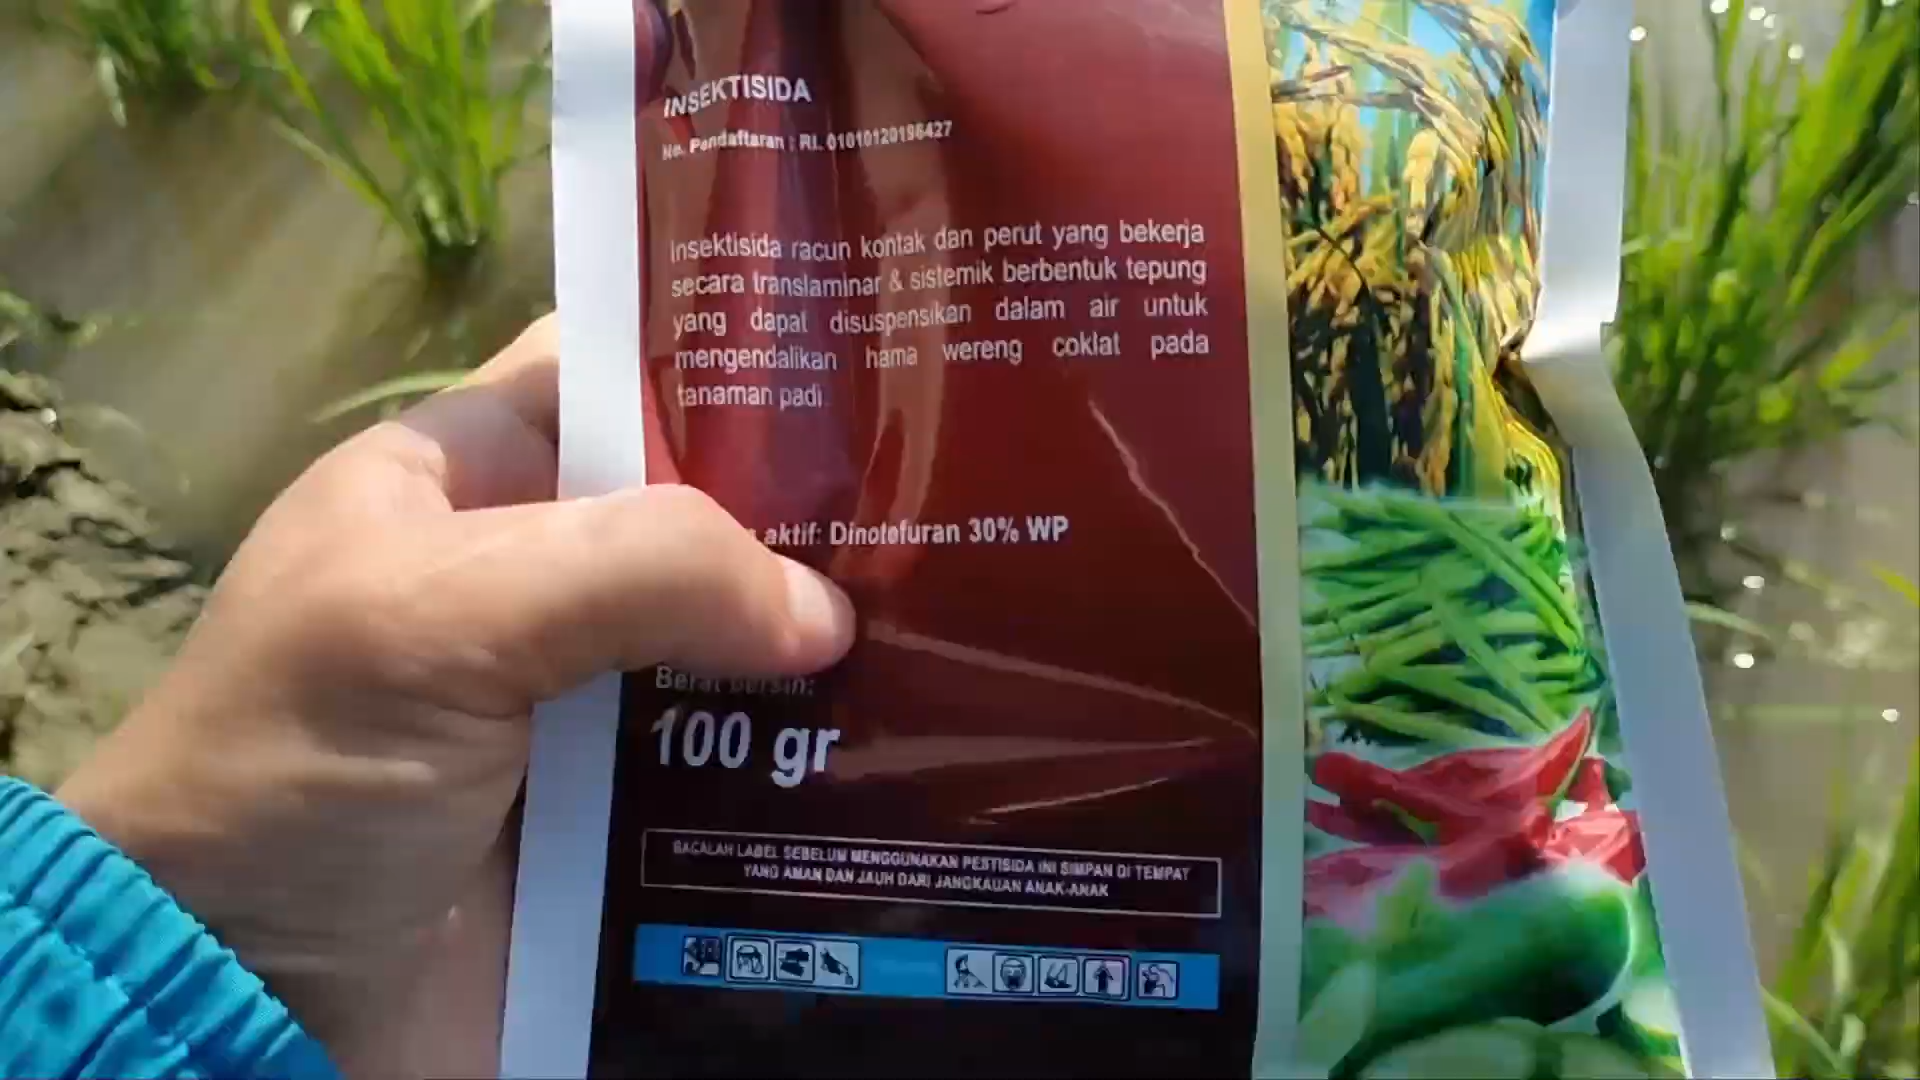 INSEKTISIDA
No. Pendaftaran : RI. 01010120196427
Insektisida racun kontak dan perut yang bekerja
secara translaminar & sistemik berbentuk tepung
yang dapat disuspensikan dalam air untuk
mengendalikan hama wereng coklat pada
tanaman padi.
aktif: Dinotefuran 30% WP
Berat bersih:
100 gr
BACALAH LABEL SEBELUM MENGGUNAKAN PESTISIDA INI SIMPAN DI TEMPAT
YANG AMAN DAN JAUH DARI JANGKAUAN ANAK-ANAK